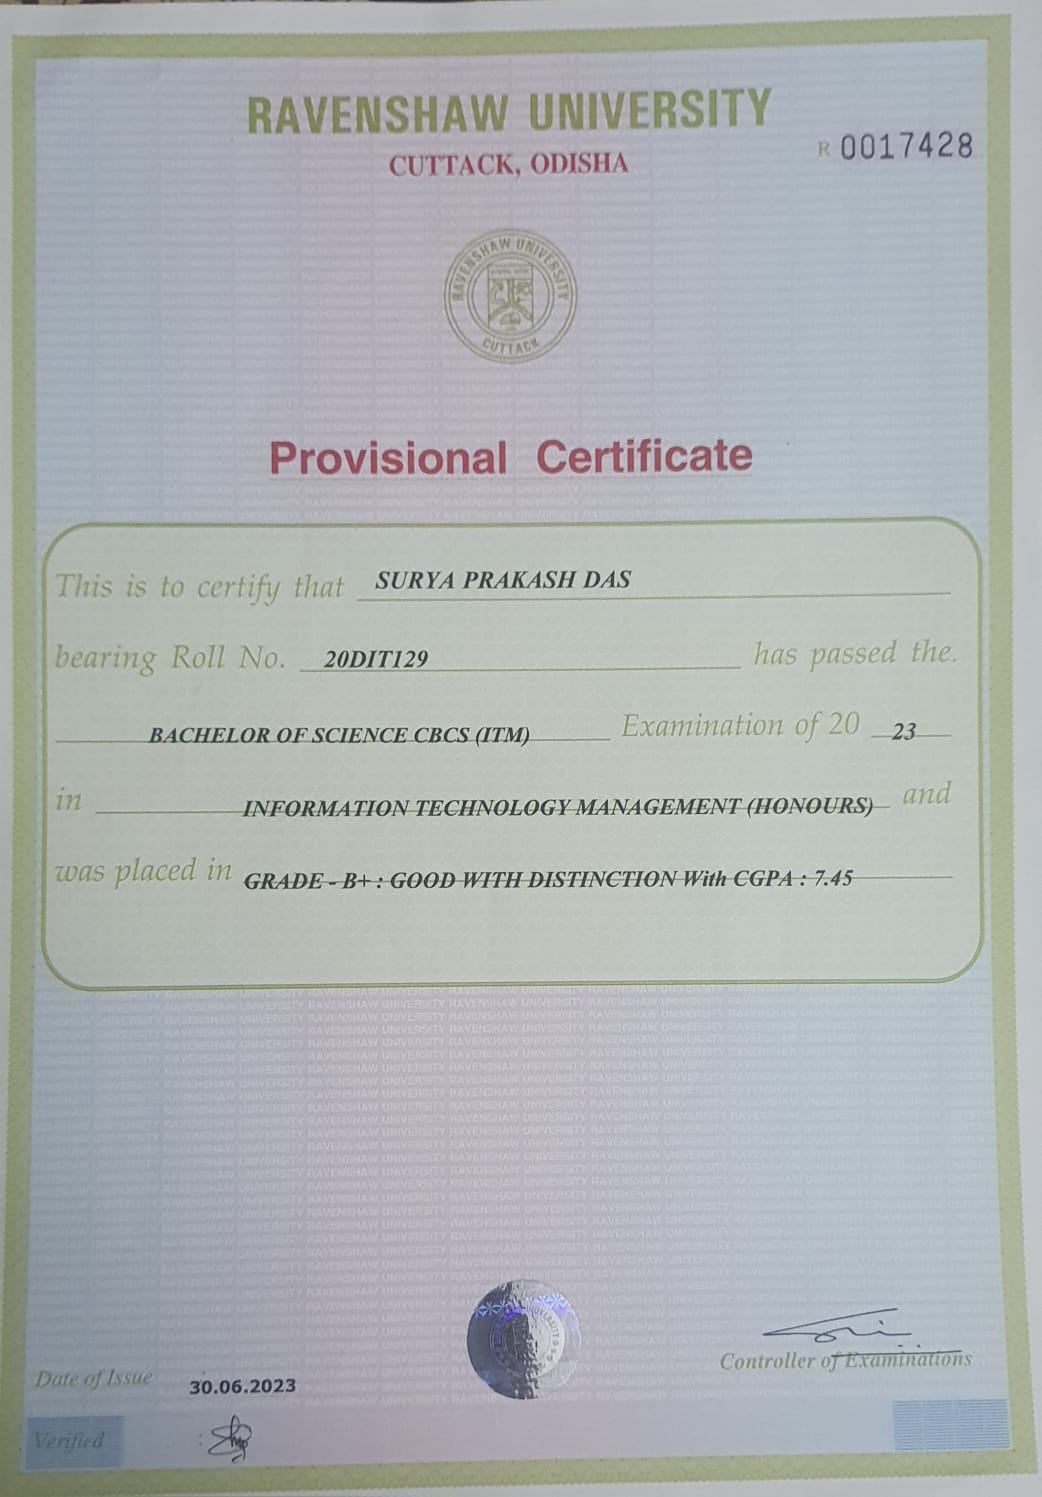 RAVENSHAW UNIVERSITY
CUTTACK, ODISHA
R 0017428
RAVENSHAW UNIVERSITY
CUTTACK
Provisional Certificate
This is to certify that SURYA PRAKASH DAS
bearing Roll No. 20DIT129 has passed the.
BACHELOR OF SCIENCE CBCS (ITM) Examination of 20 23
in INFORMATION TECHNOLOGY MANAGEMENT (HONOURS) and
was placed in GRADE - B+ : GOOD WITH DISTINCTION With CGPA : 7.45
Controller of Examinations
Date of Issue 30.06.2023
Verified :